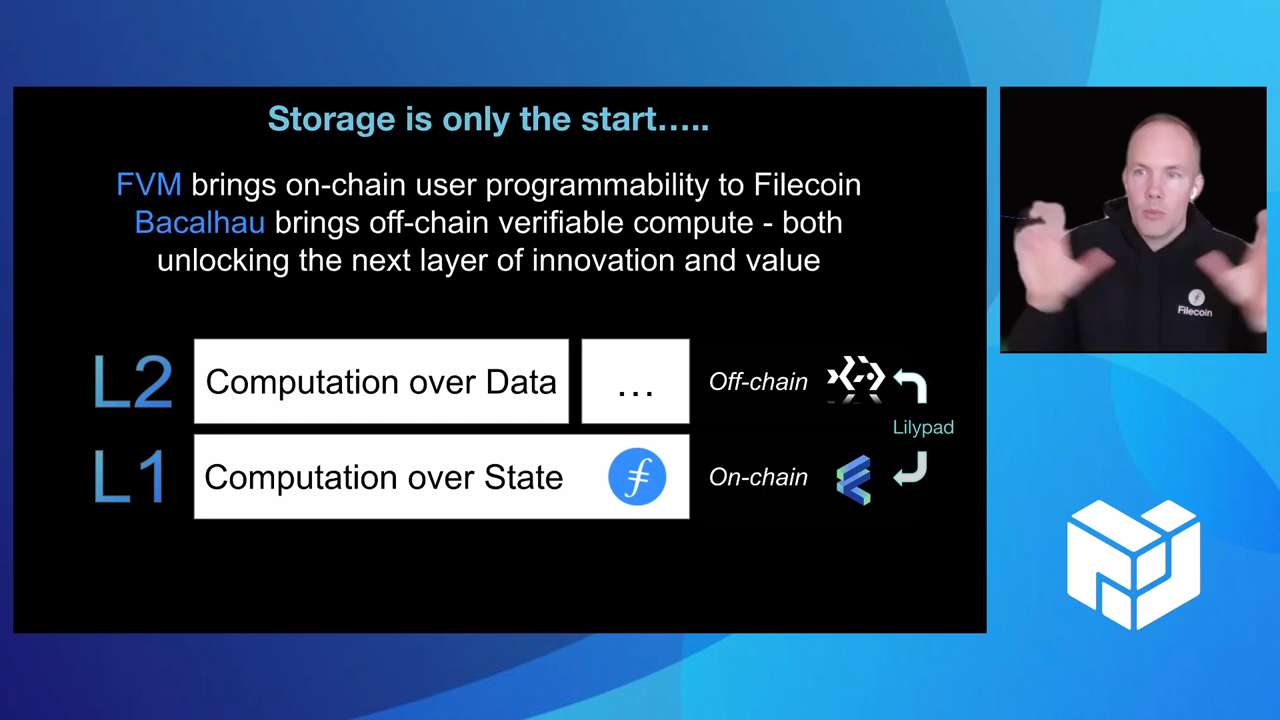 Storage is only the start.....
FVM brings on-chain user programmability to Filecoin
Bacalhau brings off-chain verifiable compute - both
unlocking the next layer of innovation and value
L2 Computation over Data ... Off-chain
Lilypad
L1 Computation over State On-chain
Filecoin